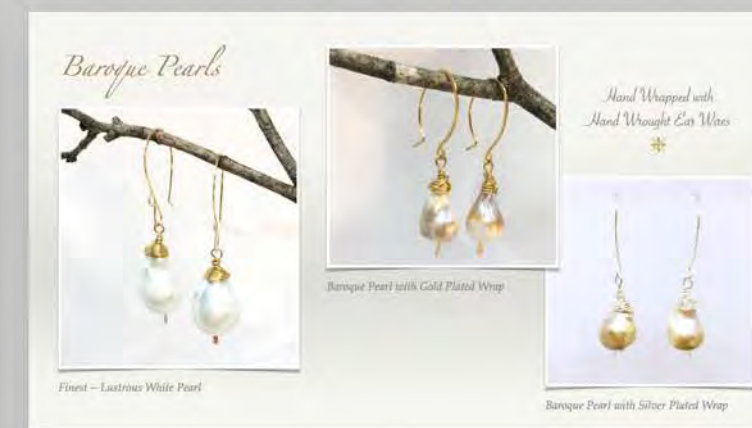 Baroque Pearls
Hand Wrapped with
Hand Wrought Ear Wires
Baroque Pearl with Gold Plated Wrap
Finest – Lustrous White Pearl
Baroque Pearl with Silver Plated Wrap